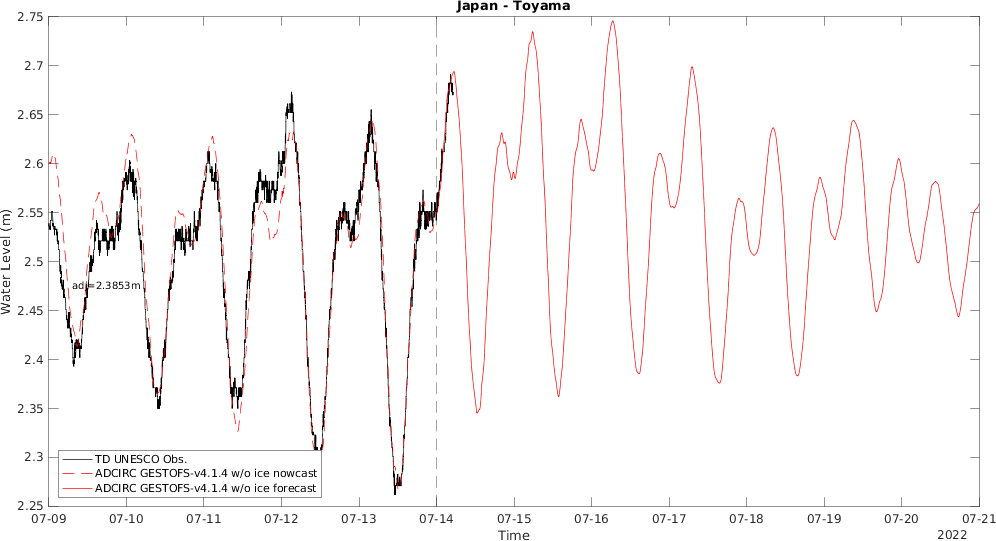 Japan - Toyama
2.75
2.7
2.65
2.6
2.55
2.5
2.45
2.4
2.35
2.3
2.25
Water Level (m)
adj=2.3853m
TD UNESCO Obs.
ADCIRC GESTOFS-v4.1.4 w/o ice nowcast
ADCIRC GESTOFS-v4.1.4 w/o ice forecast
07-09 07-10 07-11 07-12 07-13 07-14 07-15 07-16 07-17 07-18 07-19 07-20 07-21
Time
2022